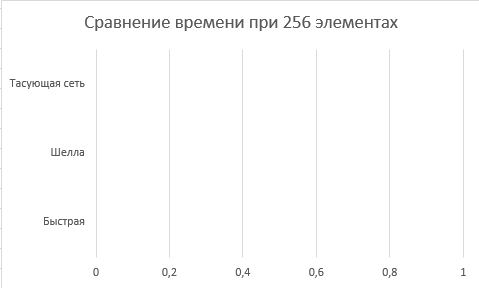 Сравнение времени при 256 элементах
Тасующая сеть
Шелла
Быстрая
0 0,2 0,4 0,6 0,8 1